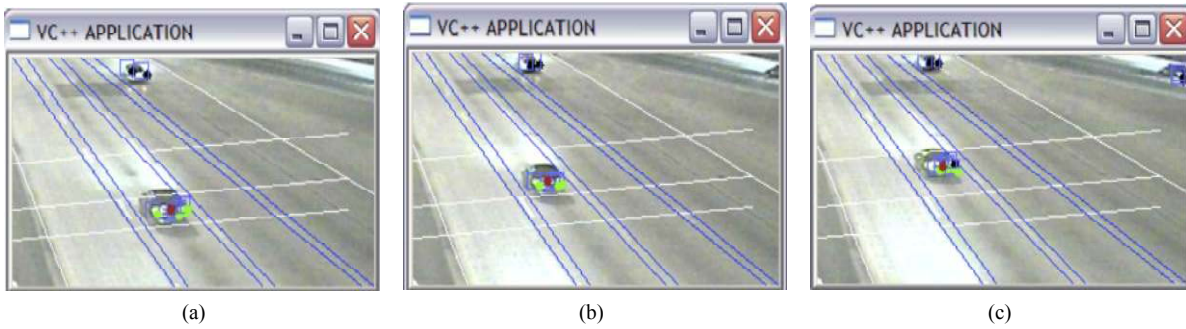 VC++ APPLICATION
VC++ APPLICATION
VC++ APPLICATION
(a)
(b)
(c)